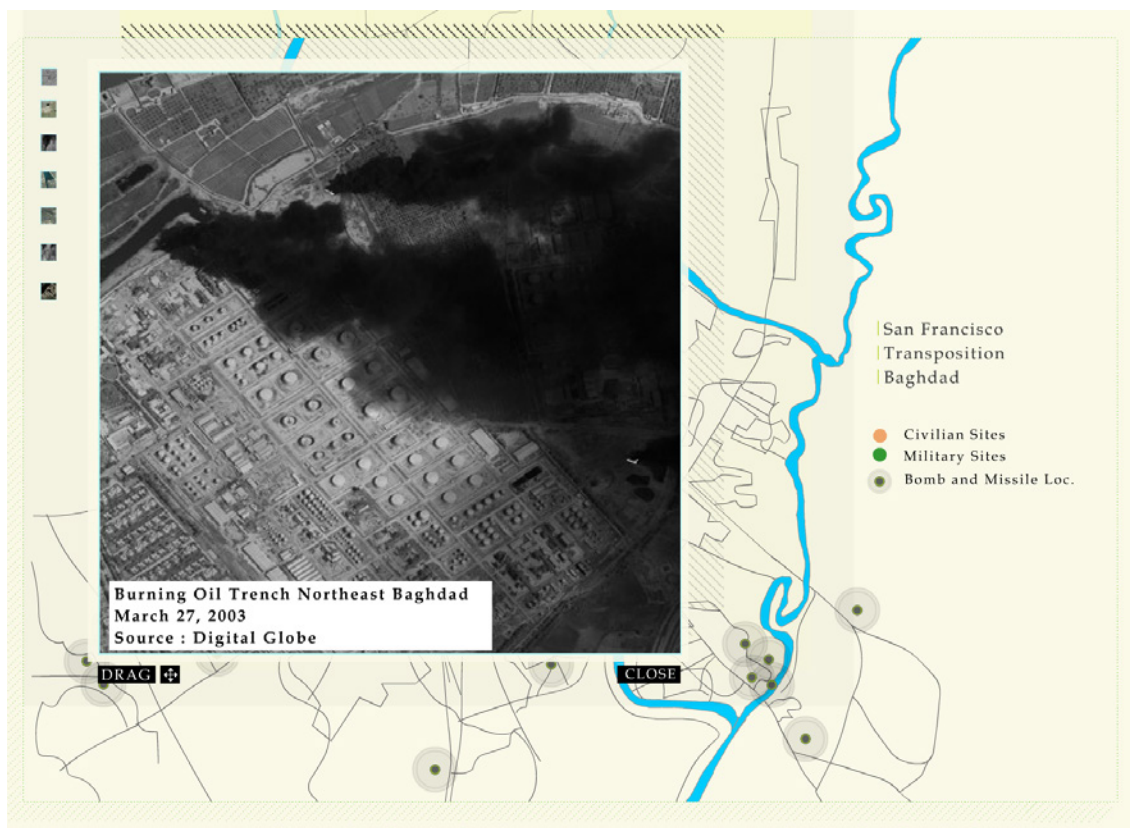 San Francisco
Transposition
Baghdad
Civilian Sites
Military Sites
Bomb and Missile Loc.
Burning Oil Trench Northeast Baghdad
March 27, 2003
Source : Digital Globe
DRAG
CLOSE